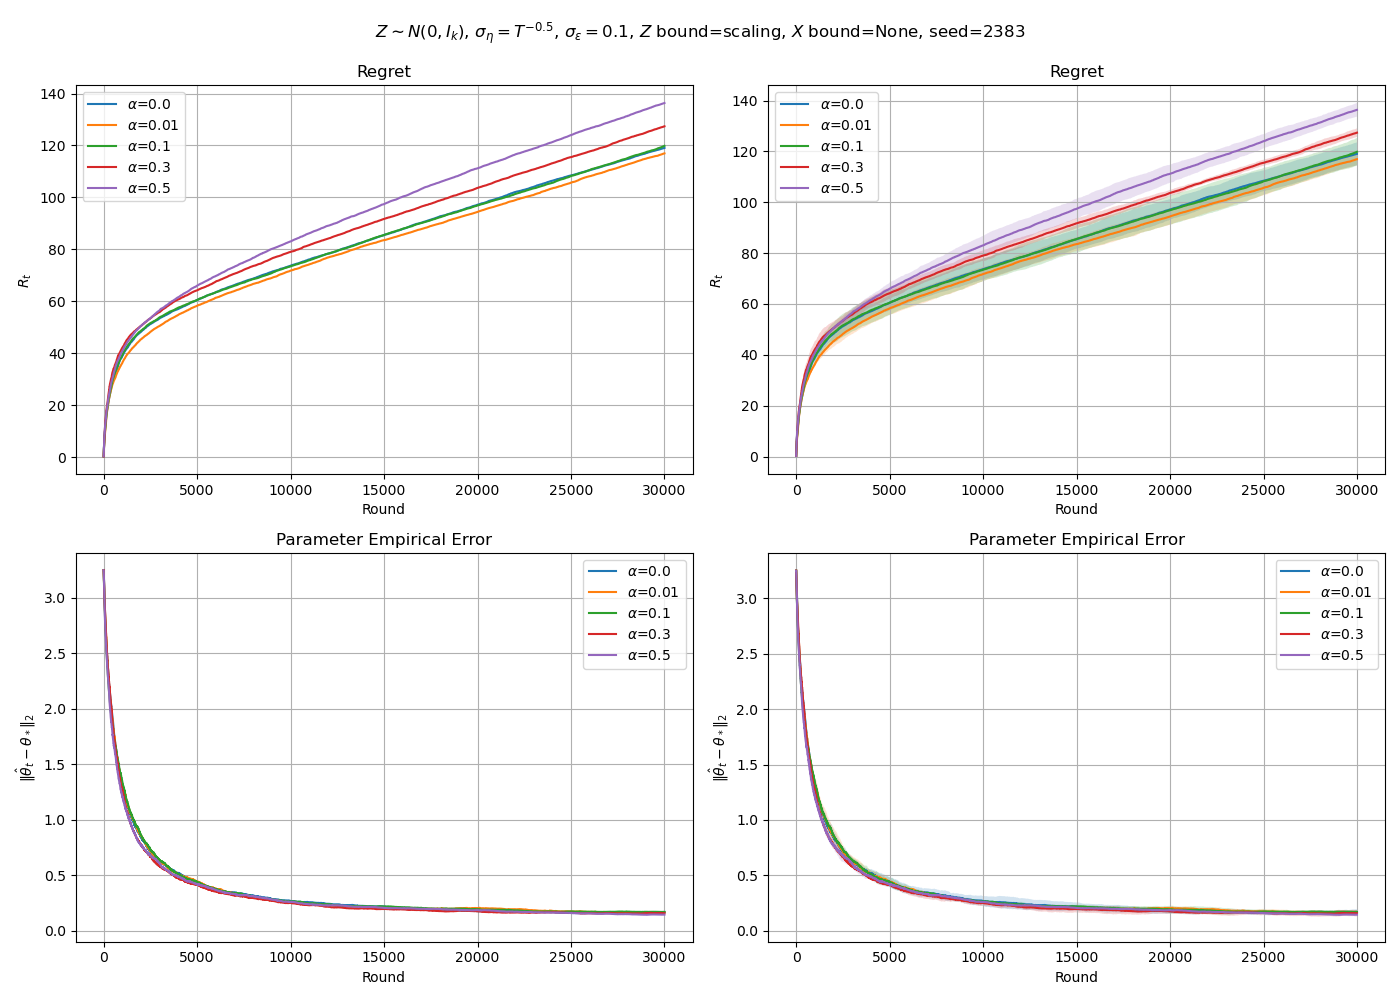 Z ∼ N(0, I_k), σ_η = T^{−0.5}, σ_ε = 0.1, Z bound=scaling, X bound=None, seed=2383
Regret
140
120
100
80
60
40
20
0
R_t
α=0.0
α=0.01
α=0.1
α=0.3
α=0.5
0 5000 10000 15000 20000 25000 30000
Round
Regret
140
120
100
80
60
40
20
0
R_t
α=0.0
α=0.01
α=0.1
α=0.3
α=0.5
0 5000 10000 15000 20000 25000 30000
Round
Parameter Empirical Error
3.0
2.5
2.0
1.5
1.0
0.5
0.0
‖θ̂_t − θ_*‖₂
α=0.0
α=0.01
α=0.1
α=0.3
α=0.5
0 5000 10000 15000 20000 25000 30000
Round
Parameter Empirical Error
3.0
2.5
2.0
1.5
1.0
0.5
0.0
‖θ̂_t − θ_*‖₂
α=0.0
α=0.01
α=0.1
α=0.3
α=0.5
0 5000 10000 15000 20000 25000 30000
Round